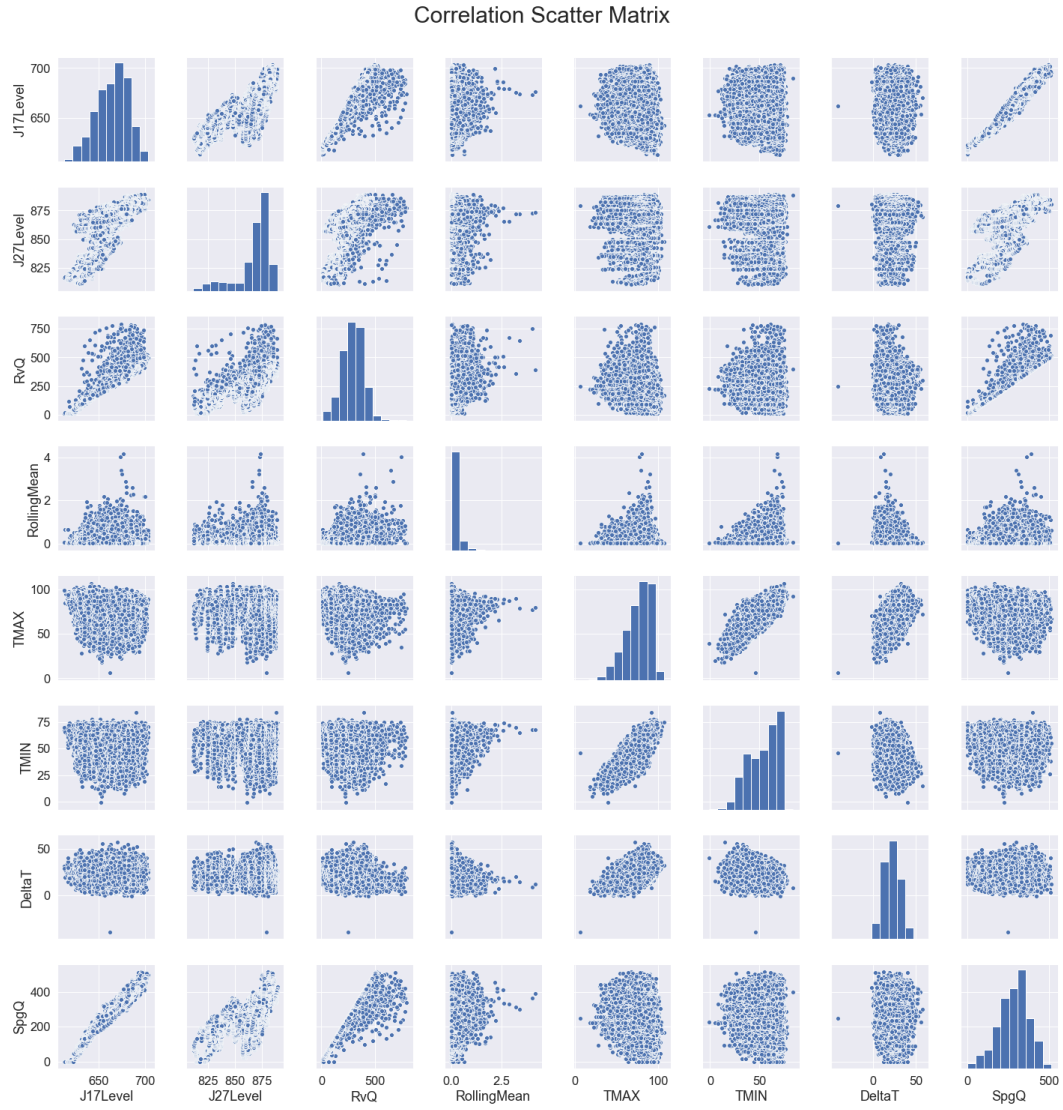 Correlation Scatter Matrix
J17Level
700
650
J27Level
875
850
825
RvQ
750
500
250
0
RollingMean
4
2
0
TMAX
100
50
0
TMIN
75
50
25
0
DeltaT
50
0
SpgQ
400
200
0
650 700 825 850 875 0 500 0.0 2.5 0 100 0 50 0 50 0 500
J17Level J27Level RvQ RollingMean TMAX TMIN DeltaT SpgQ